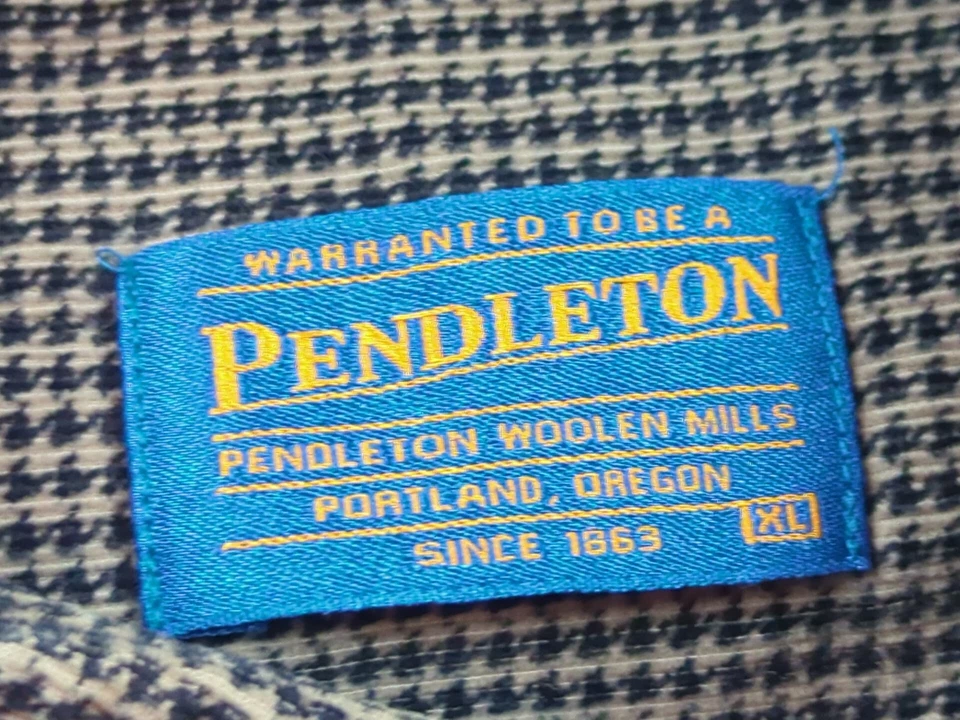 WARRANTED TO BE A
PENDLETON
PENDLETON WOOLEN MILLS
PORTLAND, OREGON
SINCE 1863 XL